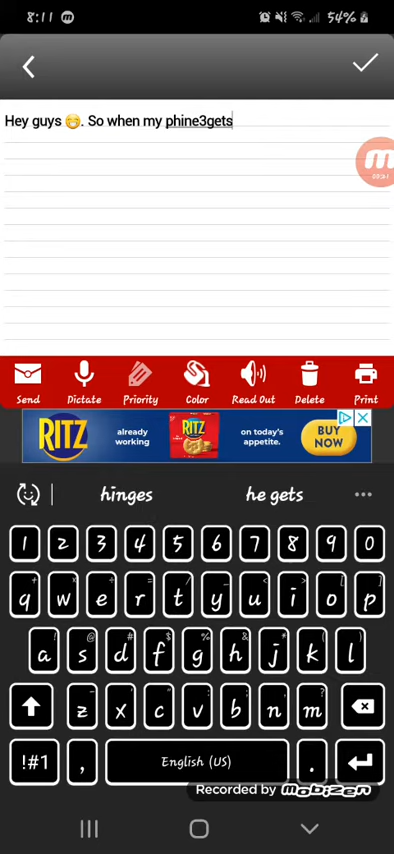 8:11 M 54%
Hey guys 😁. So when my phine3gets
Send Dictate Priority Color Read Out Delete Print
RITZ already working RITZ on today's appetite. BUY NOW
hinges he gets
1 2 3 4 5 6 7 8 9 0
q w e r t y u i o p
a s d f g h j k l
z x c v b n m
!#1 , English (US) .
Recorded by mobizen